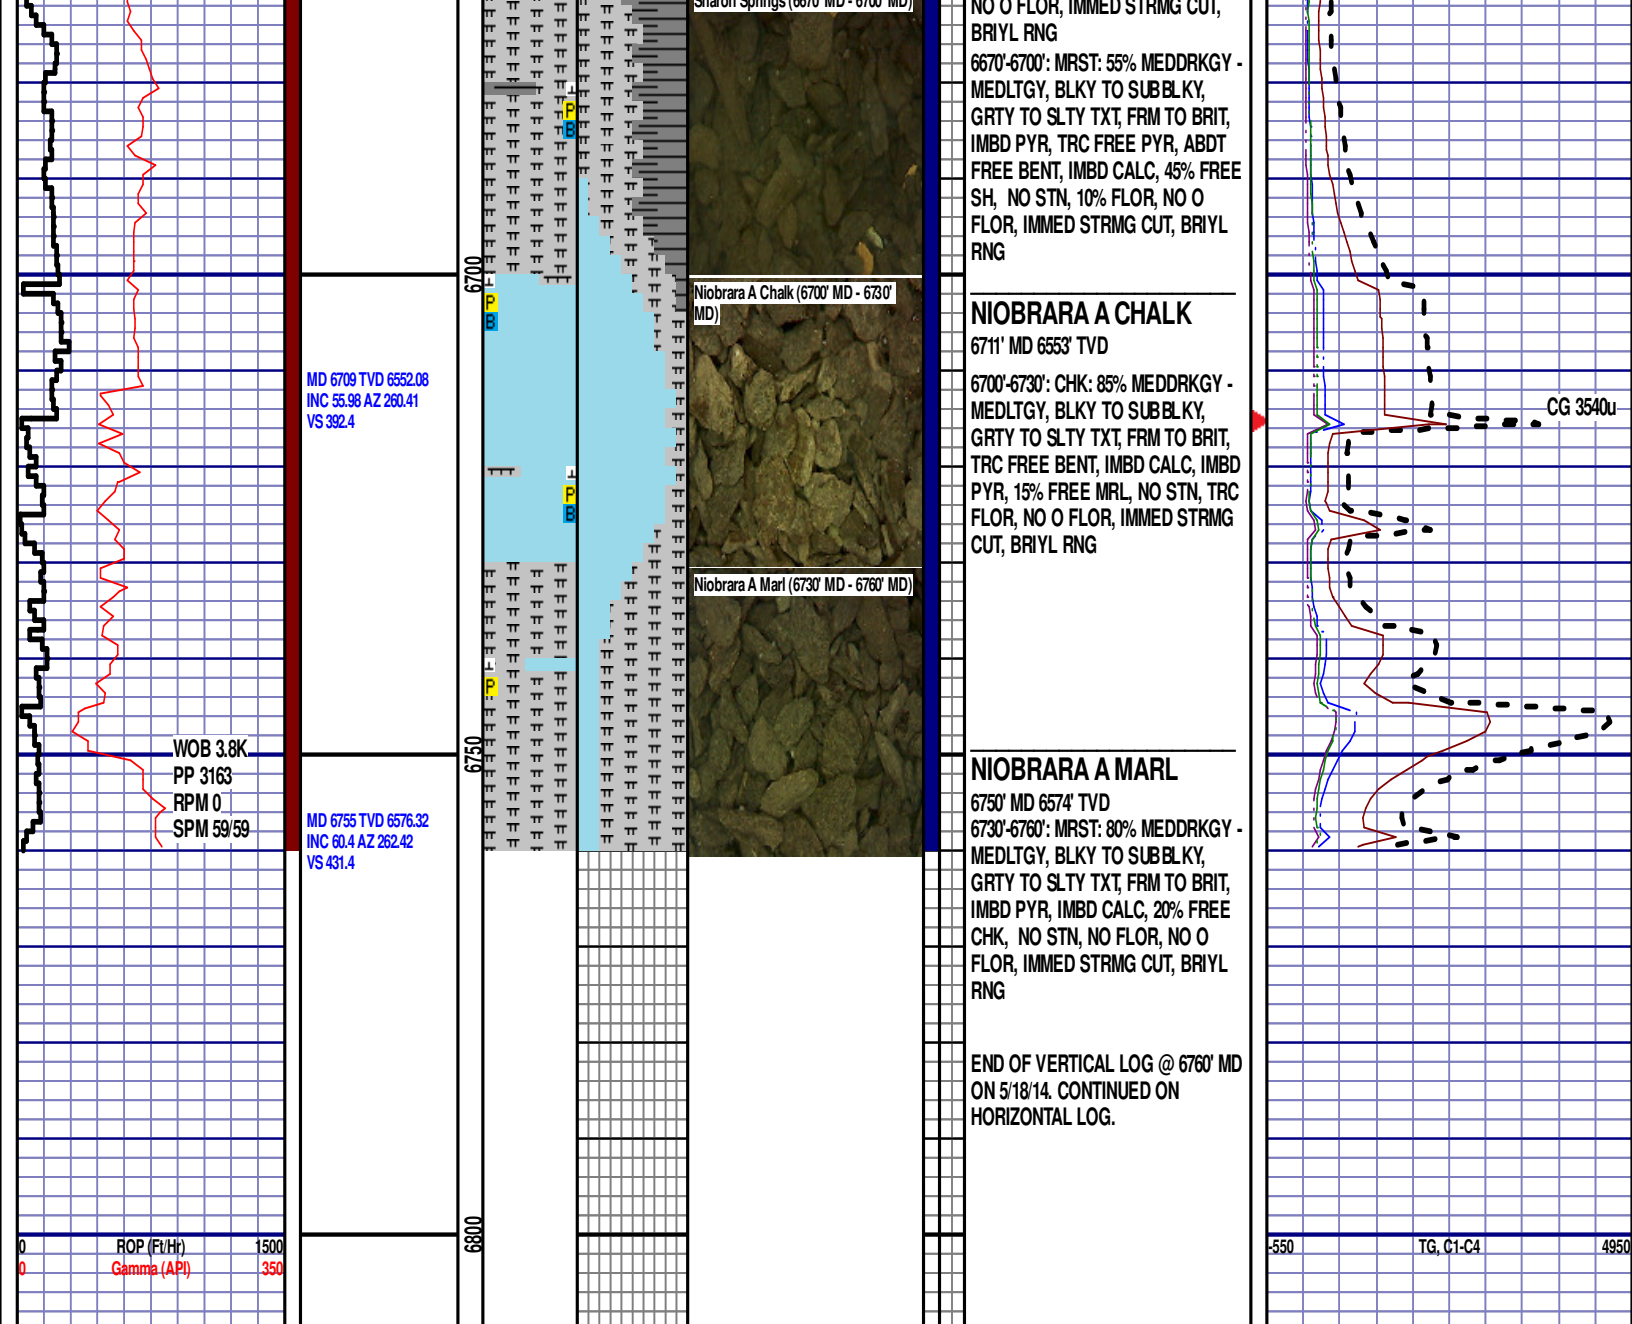 Sharon Springs (6670' MD - 6700' MD)
NO O FLOR, IMMED STRMG CUT,
BRIYL RNG
6670'-6700': MRST: 55% MEDDRKGY -
MEDLTGY, BLKY TO SUBBLKY,
GRTY TO SLTY TXT, FRM TO BRIT,
IMBD PYR, TRC FREE PYR, ABDT
FREE BENT, IMBD CALC, 45% FREE
SH, NO STN, 10% FLOR, NO O
FLOR, IMMED STRMG CUT, BRIYL
RNG
P
B
6700
P
B
Niobrara A Chalk (6700' MD - 6730'
MD)
NIOBRARA A CHALK
6711' MD 6553' TVD
6700'-6730': CHK: 85% MEDDRKGY -
MEDLTGY, BLKY TO SUBBLKY,
GRTY TO SLTY TXT, FRM TO BRIT,
TRC FREE BENT, IMBD CALC, IMBD
PYR, 15% FREE MRL, NO STN, TRC
FLOR, NO O FLOR, IMMED STRMG
CUT, BRIYL RNG
MD 6709 TVD 6552.08
INC 55.98 AZ 260.41
VS 392.4
CG 3540u
P
B
Niobrara A Marl (6730' MD - 6760' MD)
P
WOB 3.8K
PP 3163
RPM 0
SPM 59/59
6750
NIOBRARA A MARL
6750' MD 6574' TVD
6730'-6760': MRST: 80% MEDDRKGY -
MEDLTGY, BLKY TO SUBBLKY,
GRTY TO SLTY TXT, FRM TO BRIT,
IMBD PYR, IMBD CALC, 20% FREE
CHK, NO STN, NO FLOR, NO O
FLOR, IMMED STRMG CUT, BRIYL
RNG
MD 6755 TVD 6576.32
INC 60.4 AZ 262.42
VS 431.4
END OF VERTICAL LOG @ 6760' MD
ON 5/18/14. CONTINUED ON
HORIZONTAL LOG.
6800
0 ROP (Ft/Hr) 1500
0 Gamma (API) 350
-550 TG, C1-C4 4950